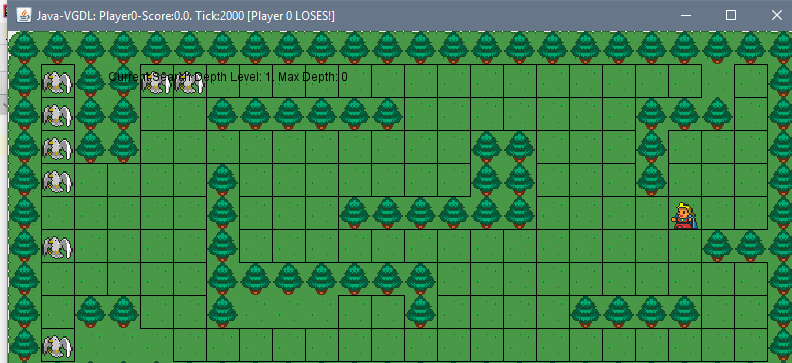 Java-VGDL: Player0-Score:0.0. Tick:2000 [Player 0 LOSES!]
Current Search Depth Level: 1. Max Depth: 0